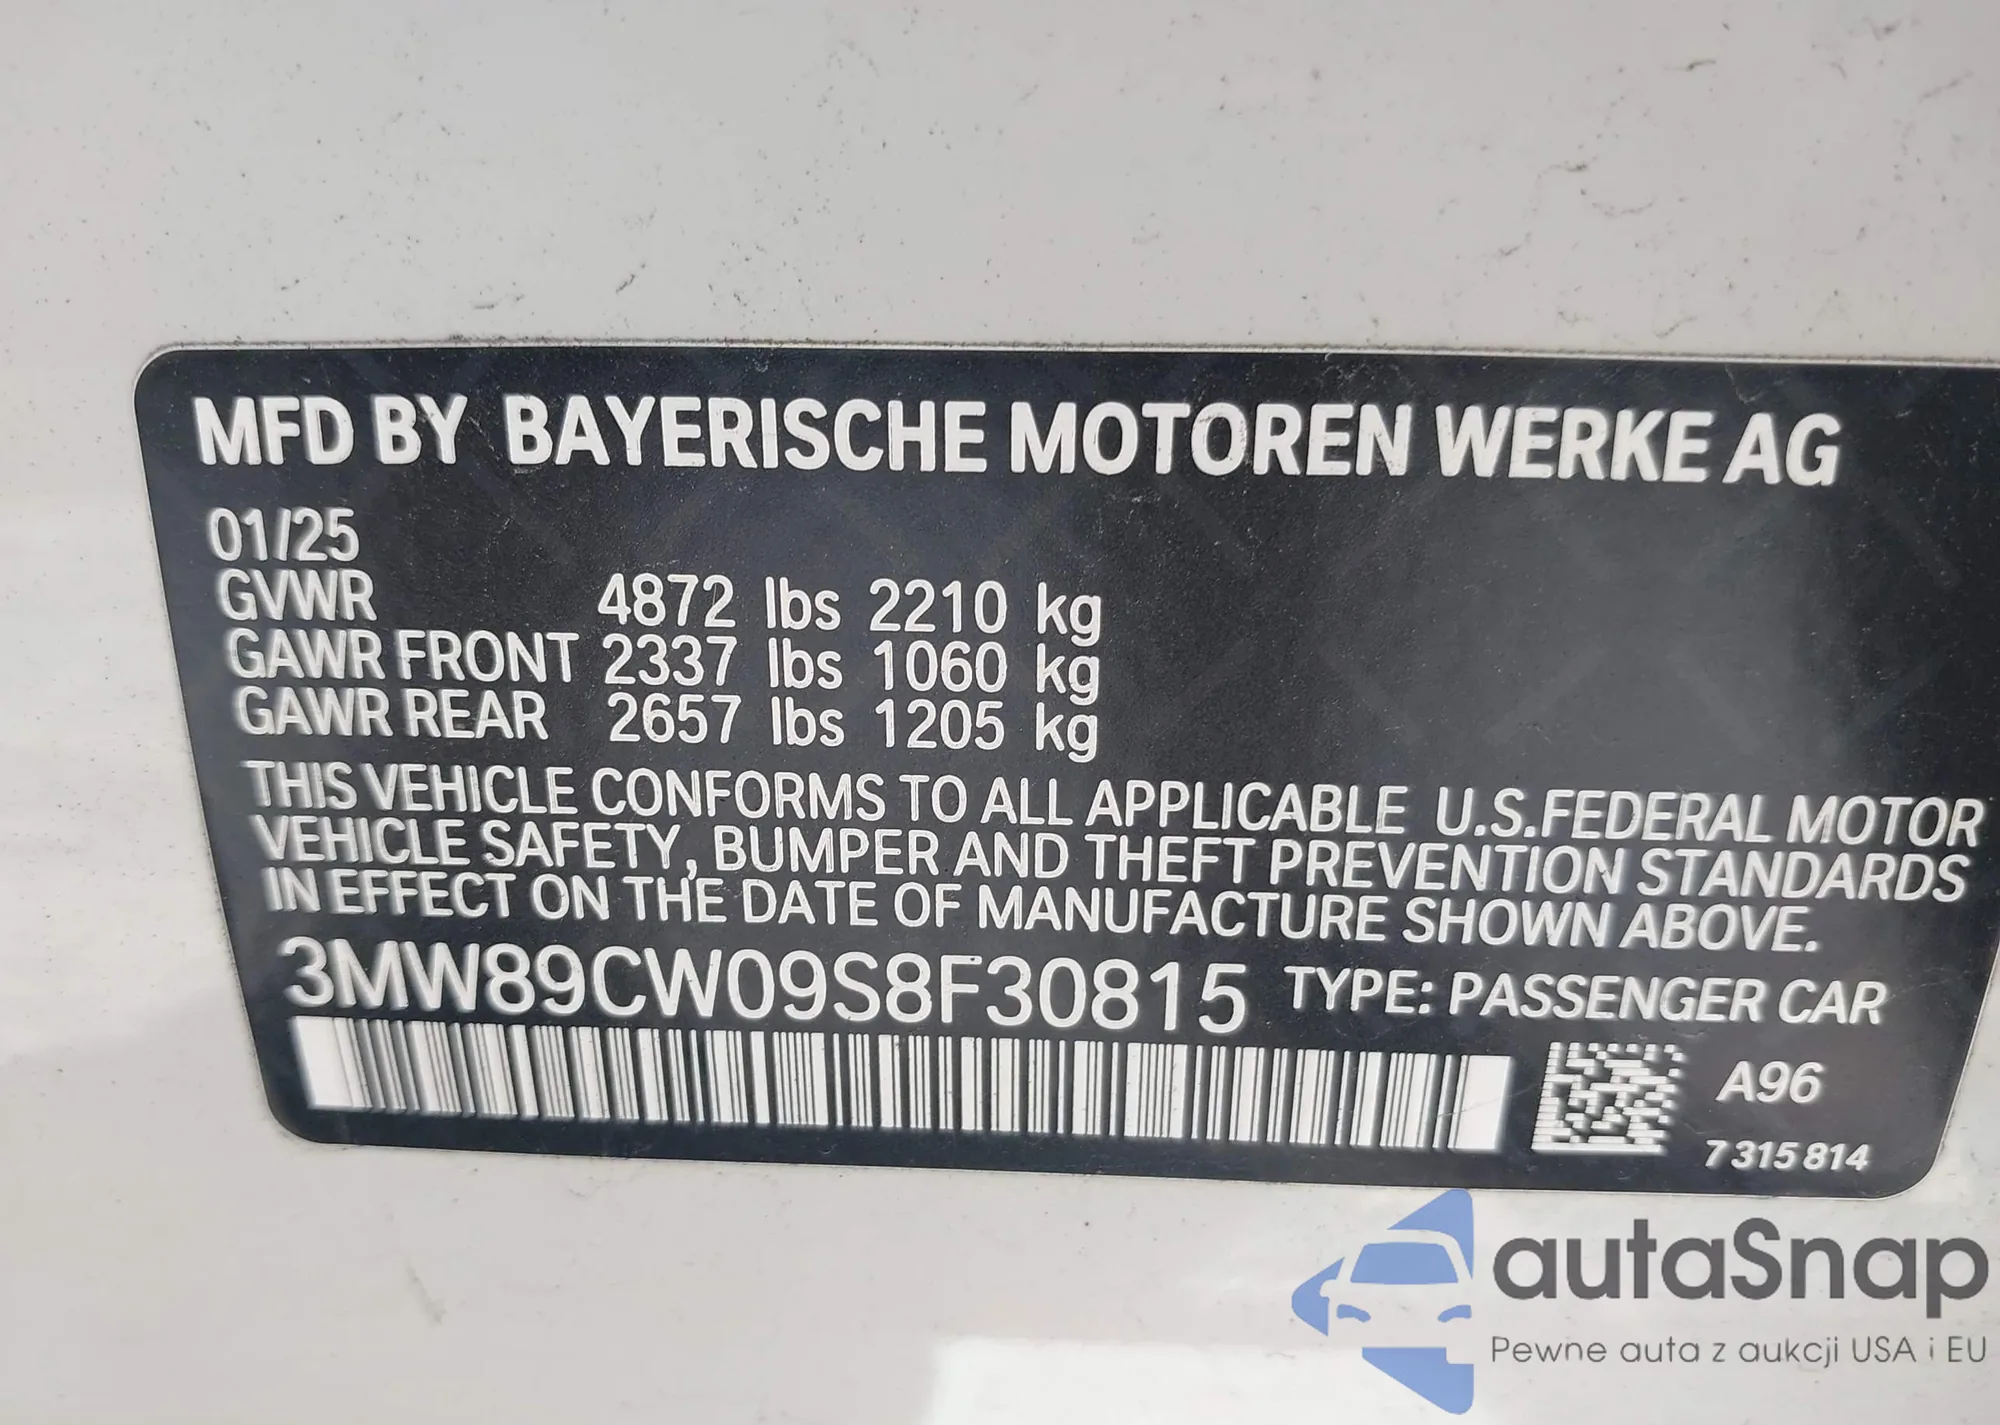 MFD BY BAYERISCHE MOTOREN WERKE AG
01/25
GVWR 4872 lbs 2210 kg
GAWR FRONT 2337 lbs 1060 kg
GAWR REAR 2657 lbs 1205 kg
THIS VEHICLE CONFORMS TO ALL APPLICABLE U.S.FEDERAL MOTOR
VEHICLE SAFETY, BUMPER AND THEFT PREVENTION STANDARDS
IN EFFECT ON THE DATE OF MANUFACTURE SHOWN ABOVE.
3MW89CW09S8F30815 TYPE: PASSENGER CAR
A96
7 315 814
autaSnap
Pewne auta z aukcji USA i EU